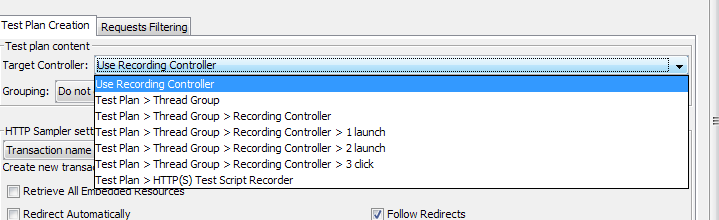 Test Plan Creation Requests Filtering
Test plan content
Target Controller: Use Recording Controller
Use Recording Controller
Grouping: Do not
Test Plan > Thread Group
Test Plan > Thread Group > Recording Controller
Test Plan > Thread Group > Recording Controller > 1 launch
HTTP Sampler sett
Test Plan > Thread Group > Recording Controller > 2 launch
Transaction name
Test Plan > Thread Group > Recording Controller > 3 click
Create new transac
Test Plan > HTTP(S) Test Script Recorder
Retrieve All Embedded Resources
Redirect Automatically Follow Redirects